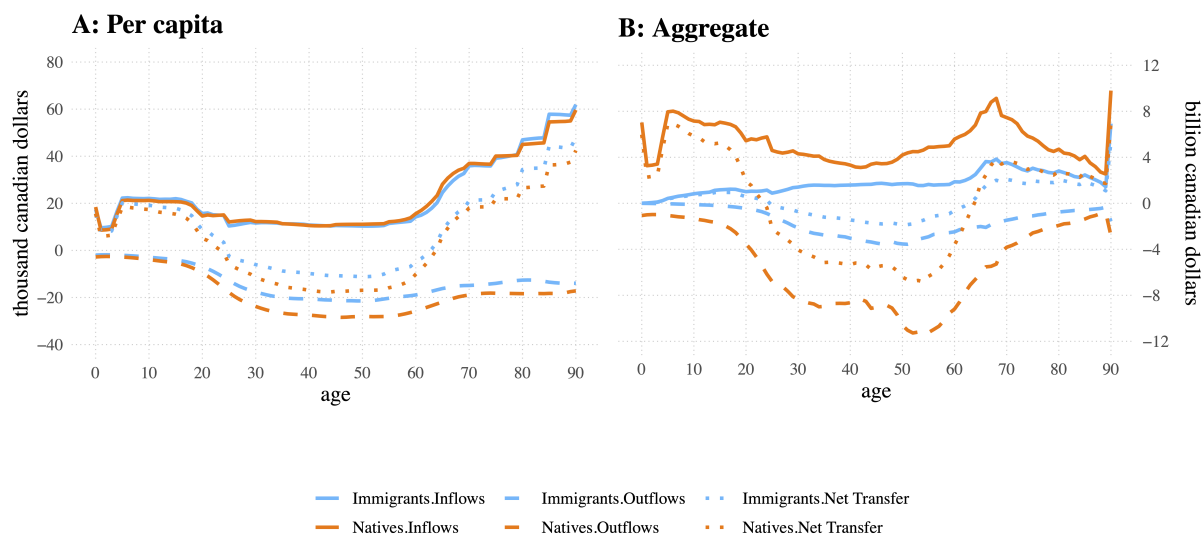 A: Per capita
B: Aggregate
thousand canadian dollars
80
60
40
20
0
−20
−40
0 10 20 30 40 50 60 70 80 90
age
12
8
4
0
−4
−8
−12
billion canadian dollars
0 10 20 30 40 50 60 70 80 90
age
Immigrants.Inflows Immigrants.Outflows Immigrants.Net Transfer
Natives.Inflows Natives.Outflows Natives.Net Transfer